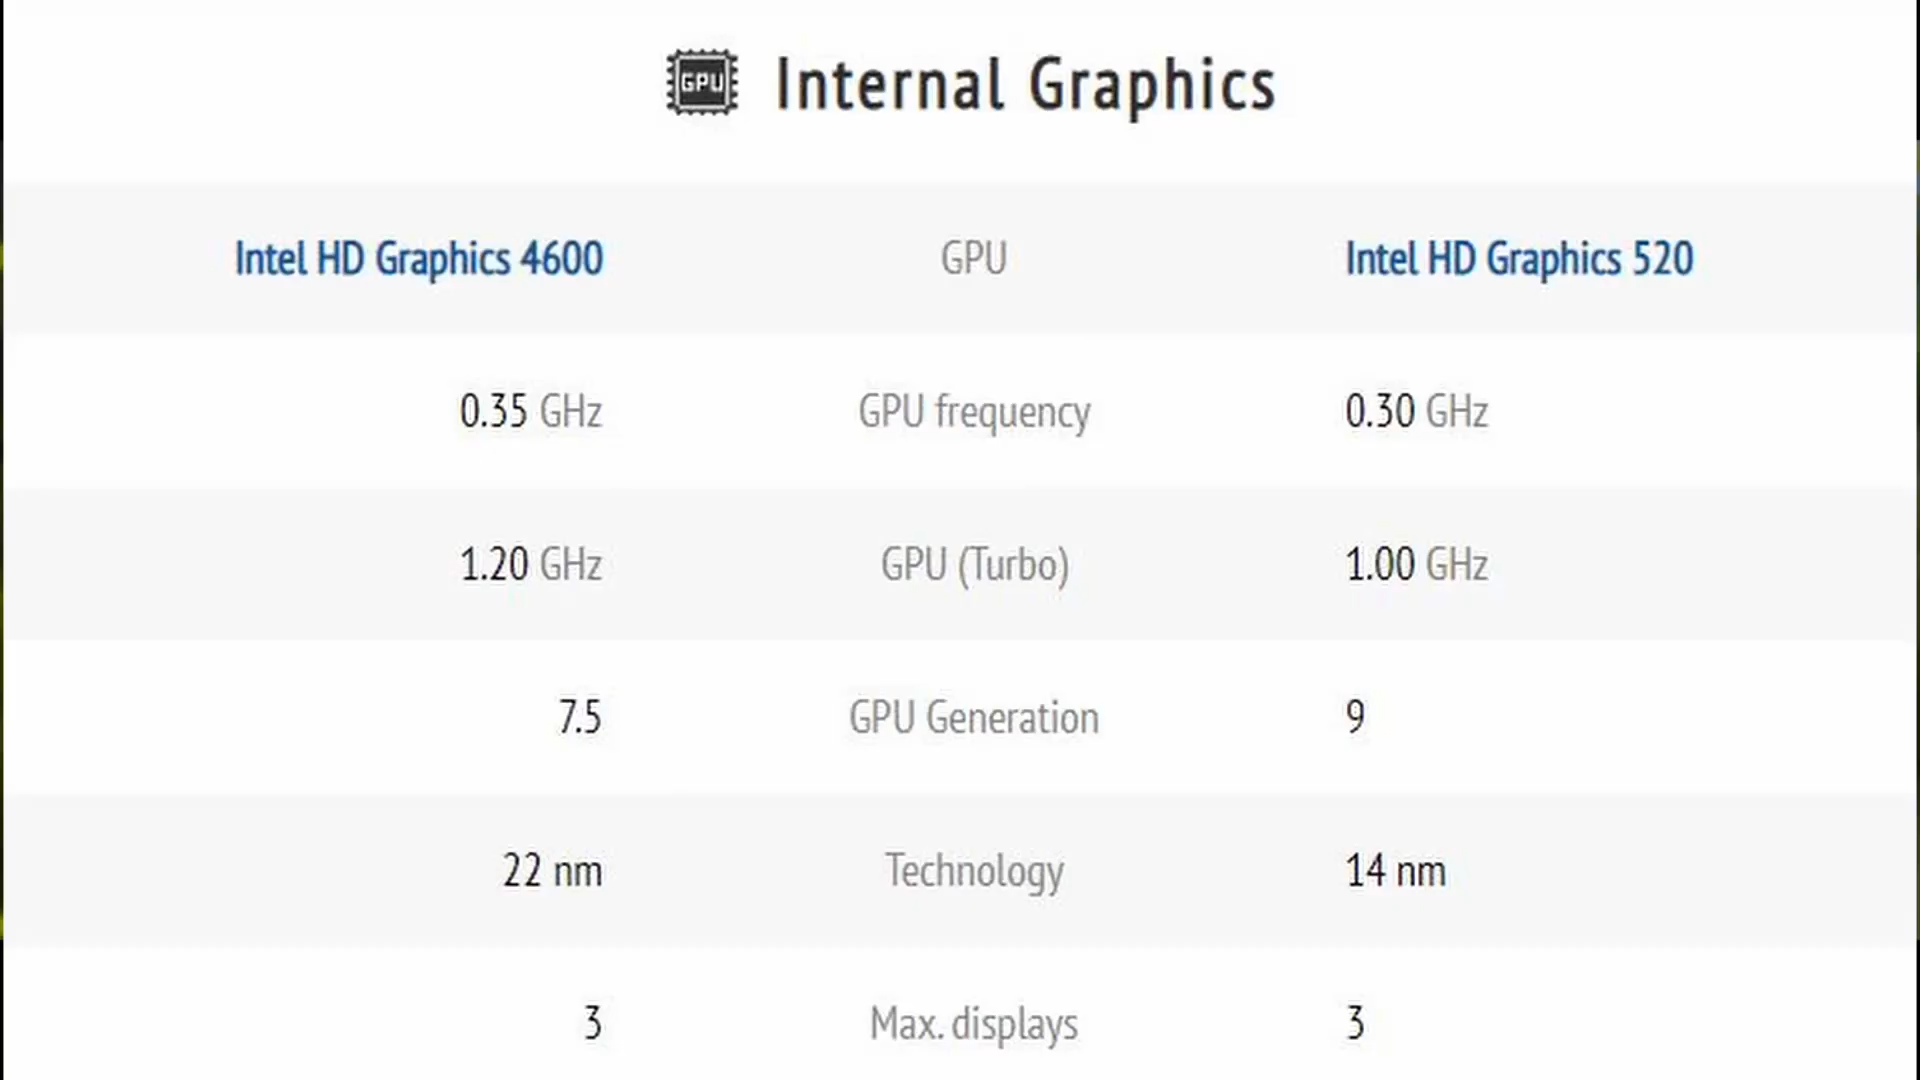 GPU Internal Graphics
Intel HD Graphics 4600 GPU Intel HD Graphics 520
0.35 GHz GPU frequency 0.30 GHz
1.20 GHz GPU (Turbo) 1.00 GHz
7.5 GPU Generation 9
22 nm Technology 14 nm
3 Max. displays 3